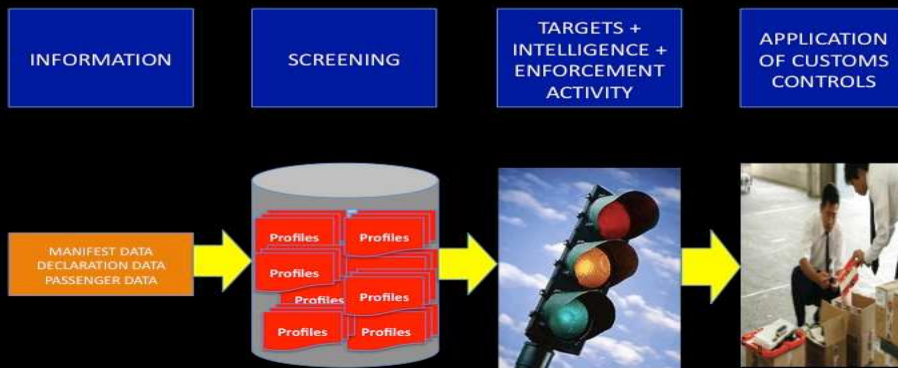 INFORMATION
SCREENING
TARGETS +
INTELLIGENCE +
ENFORCEMENT
ACTIVITY
APPLICATION
OF CUSTOMS
CONTROLS
MANIFEST DATA
DECLARATION DATA
PASSENGER DATA
Profiles
Profiles
Profiles
Profiles
Profiles
Profiles
Profiles